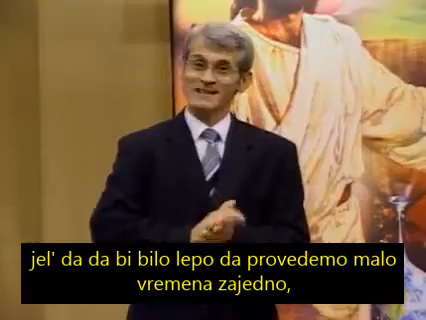 jel' da da bi bilo lepo da provedemo malo
vremena zajedno,